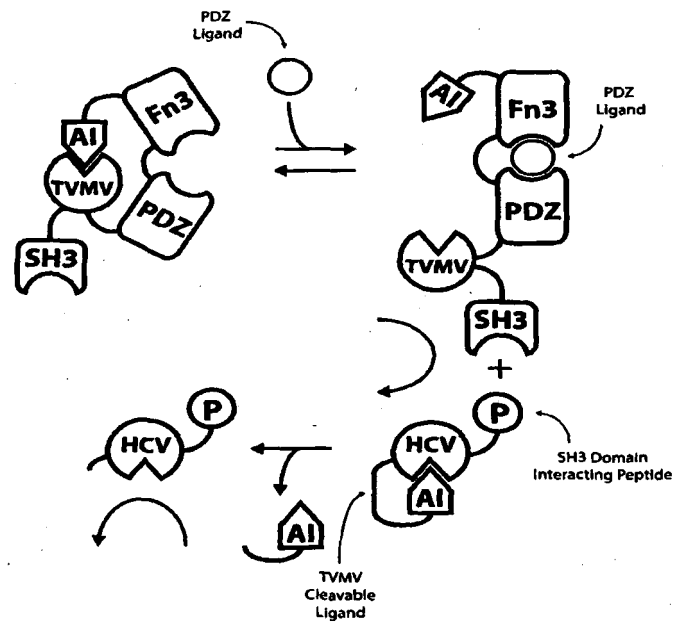 PDZ
Ligand
AI
Fn3
TVMV
PDZ
SH3
AI
Fn3
PDZ
Ligand
PDZ
TVMV
SH3
+
P
HCV
P
HCV
AI
SH3 Domain
Interacting Peptide
AI
TVMV
Cleavable
Ligand